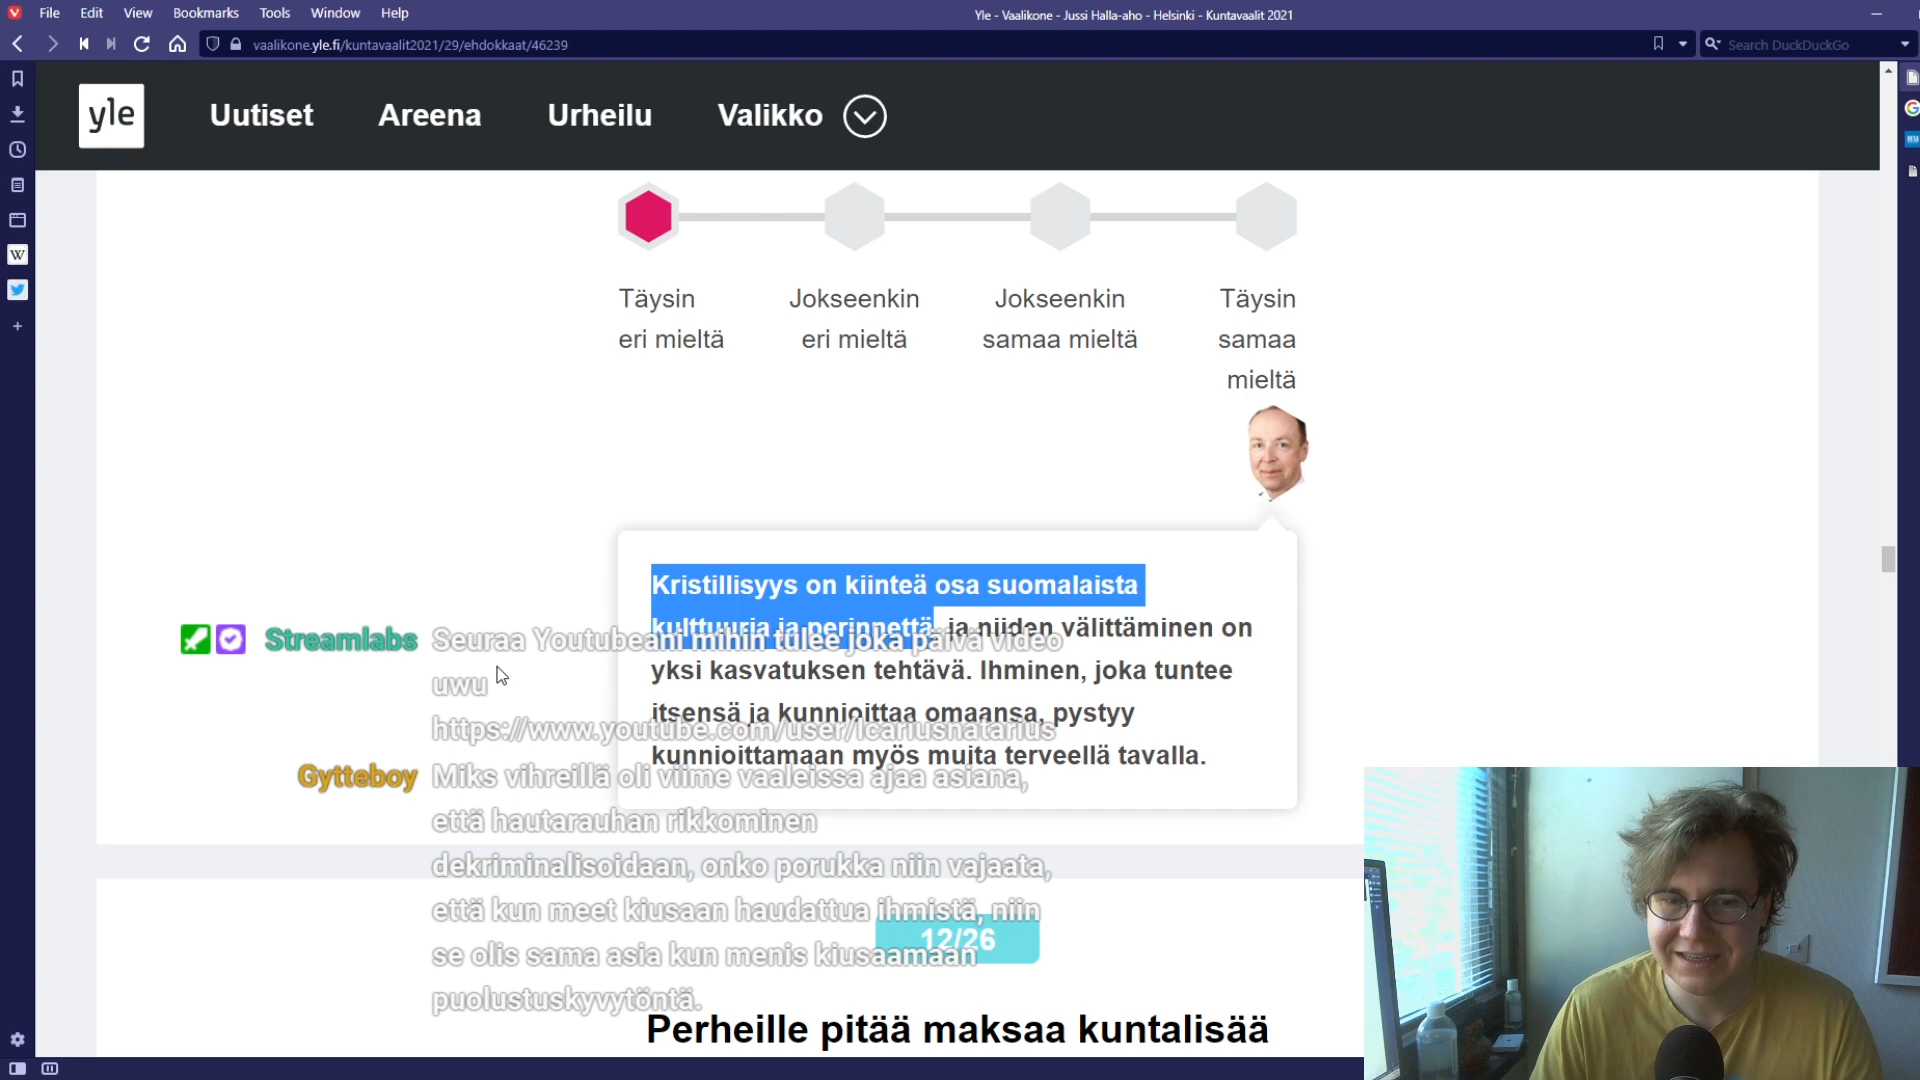 File Edit View Bookmarks Tools Window Help
Yle - Vaalikone - Jussi Halla-aho - Helsinki - Kuntavaalit 2021
vaalikone.yle.fi/kuntavaalit2021/29/ehdokkaat/46239
Search DuckDuckGo
yle Uutiset Areena Urheilu Valikko
Täysin
eri mieltä
Jokseenkin
eri mieltä
Jokseenkin
samaa mieltä
Täysin
samaa
mieltä
Kristillisyys on kiinteä osa suomalaista
kulttuuria ja perinnettä, ja niiden välittäminen on
yksi kasvatuksen tehtävä. Ihminen, joka tuntee
itsensä ja kunnioittaa omaansa, pystyy
kunnioittamaan myös muita terveellä tavalla.
Streamlabs Seuraa Youtubeani mihin tulee joka päivä video
uwu
https://www.youtube.com/user/Icariusnatarius
Gytteboy Miks vihreillä oli viime vaaleissa ajaa asiana,
että hautarauhan rikkominen
dekriminalisoidaan, onko porukka niin vajaata,
että kun meet kiusaan haudattua ihmistä, niin
se olis sama asia kun menis kiusaamaan
puolustuskyvytöntä.
12/26
Perheille pitää maksaa kuntalisää
W